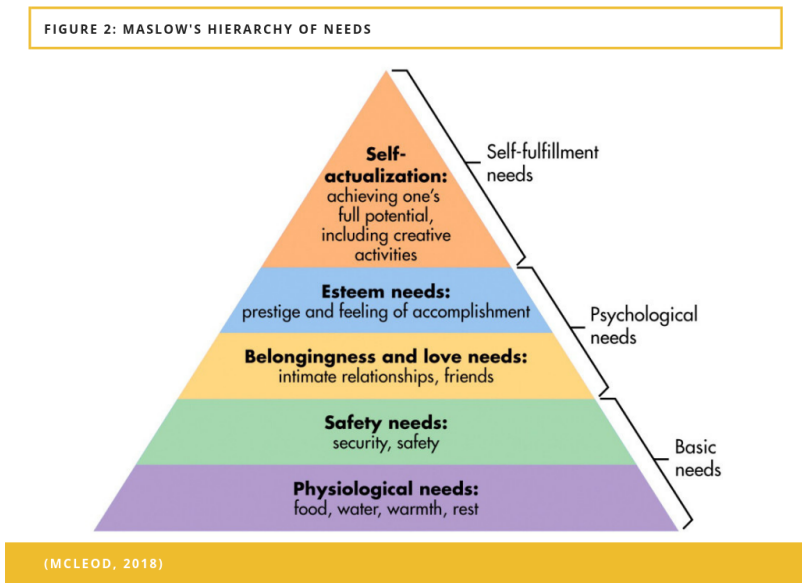 FIGURE 2: MASLOW'S HIERARCHY OF NEEDS
Self-
actualization:
achieving one's
full potential,
including creative
activities
Self-fulfillment
needs
Esteem needs:
prestige and feeling of accomplishment
Psychological
needs
Belongingness and love needs:
intimate relationships, friends
Safety needs:
security, safety
Basic
needs
Physiological needs:
food, water, warmth, rest
(MCLEOD, 2018)